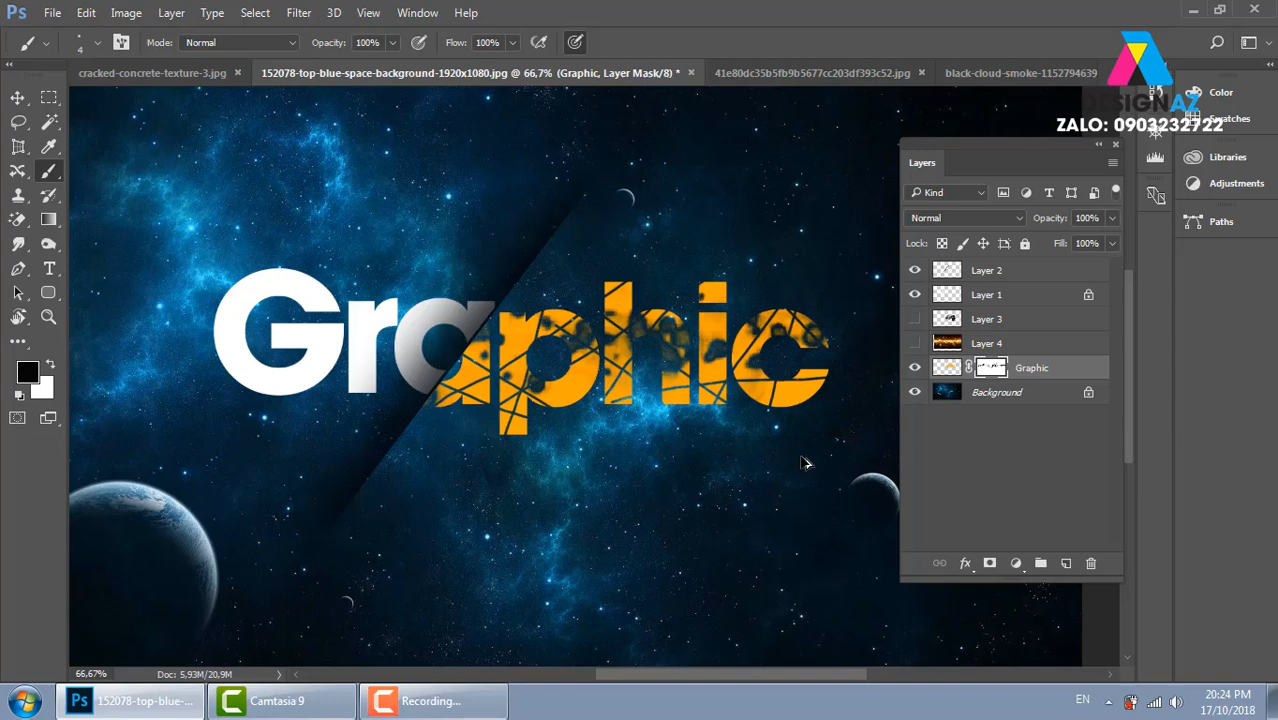 Ps File Edit Image Layer Type Select Filter 3D View Window Help
4 Mode: Normal Opacity: 100% Flow: 100%
cracked-concrete-texture-3.jpg × 152078-top-blue-space-background-1920x1080.jpg @ 66,7% (Graphic, Layer Mask/8) * × 41e80dc35b5fb9b5677cc203df393c52.jpg × black-cloud-smoke-1152794639
DESIGNAZ
ZALO: 0903232722
Color
Swatches
Libraries
Adjustments
Paths
Layers
Kind
Normal Opacity: 100%
Lock: Fill: 100%
Layer 2
Layer 1
Layer 3
Layer 4
Graphic
Background
Graphic
66,67% Doc: 5,93M/20,9M
Ps 152078-top-blue-... Camtasia 9 Recording... EN 20:24 PM
17/10/2018